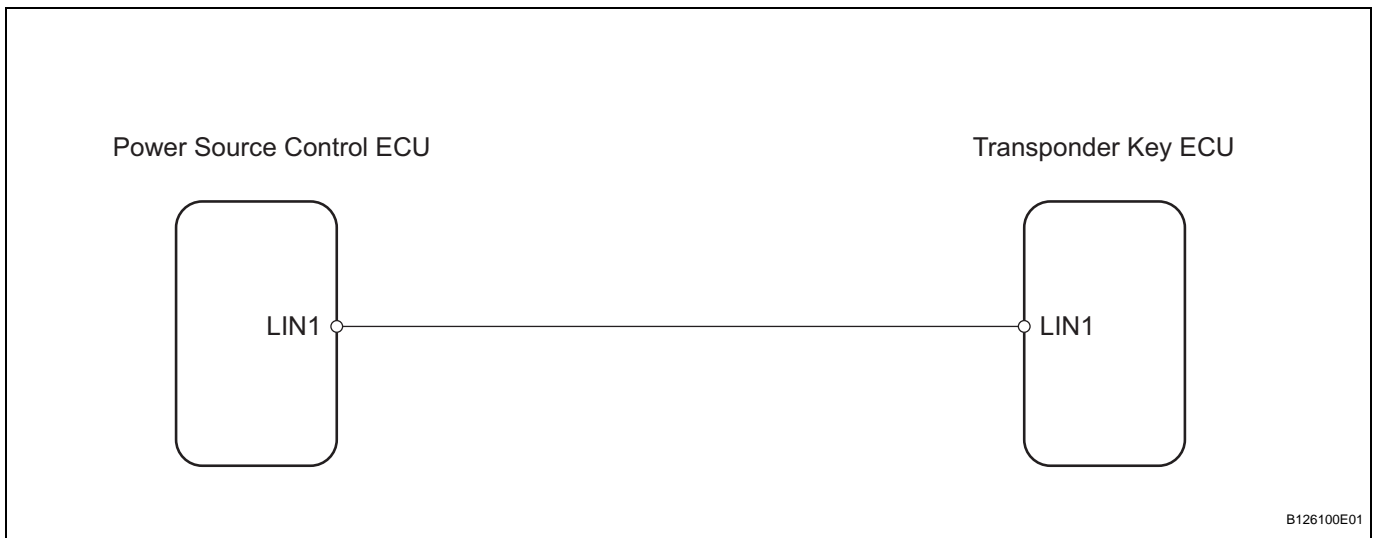 Power Source Control ECU
Transponder Key ECU
LIN1
LIN1
B126100E01